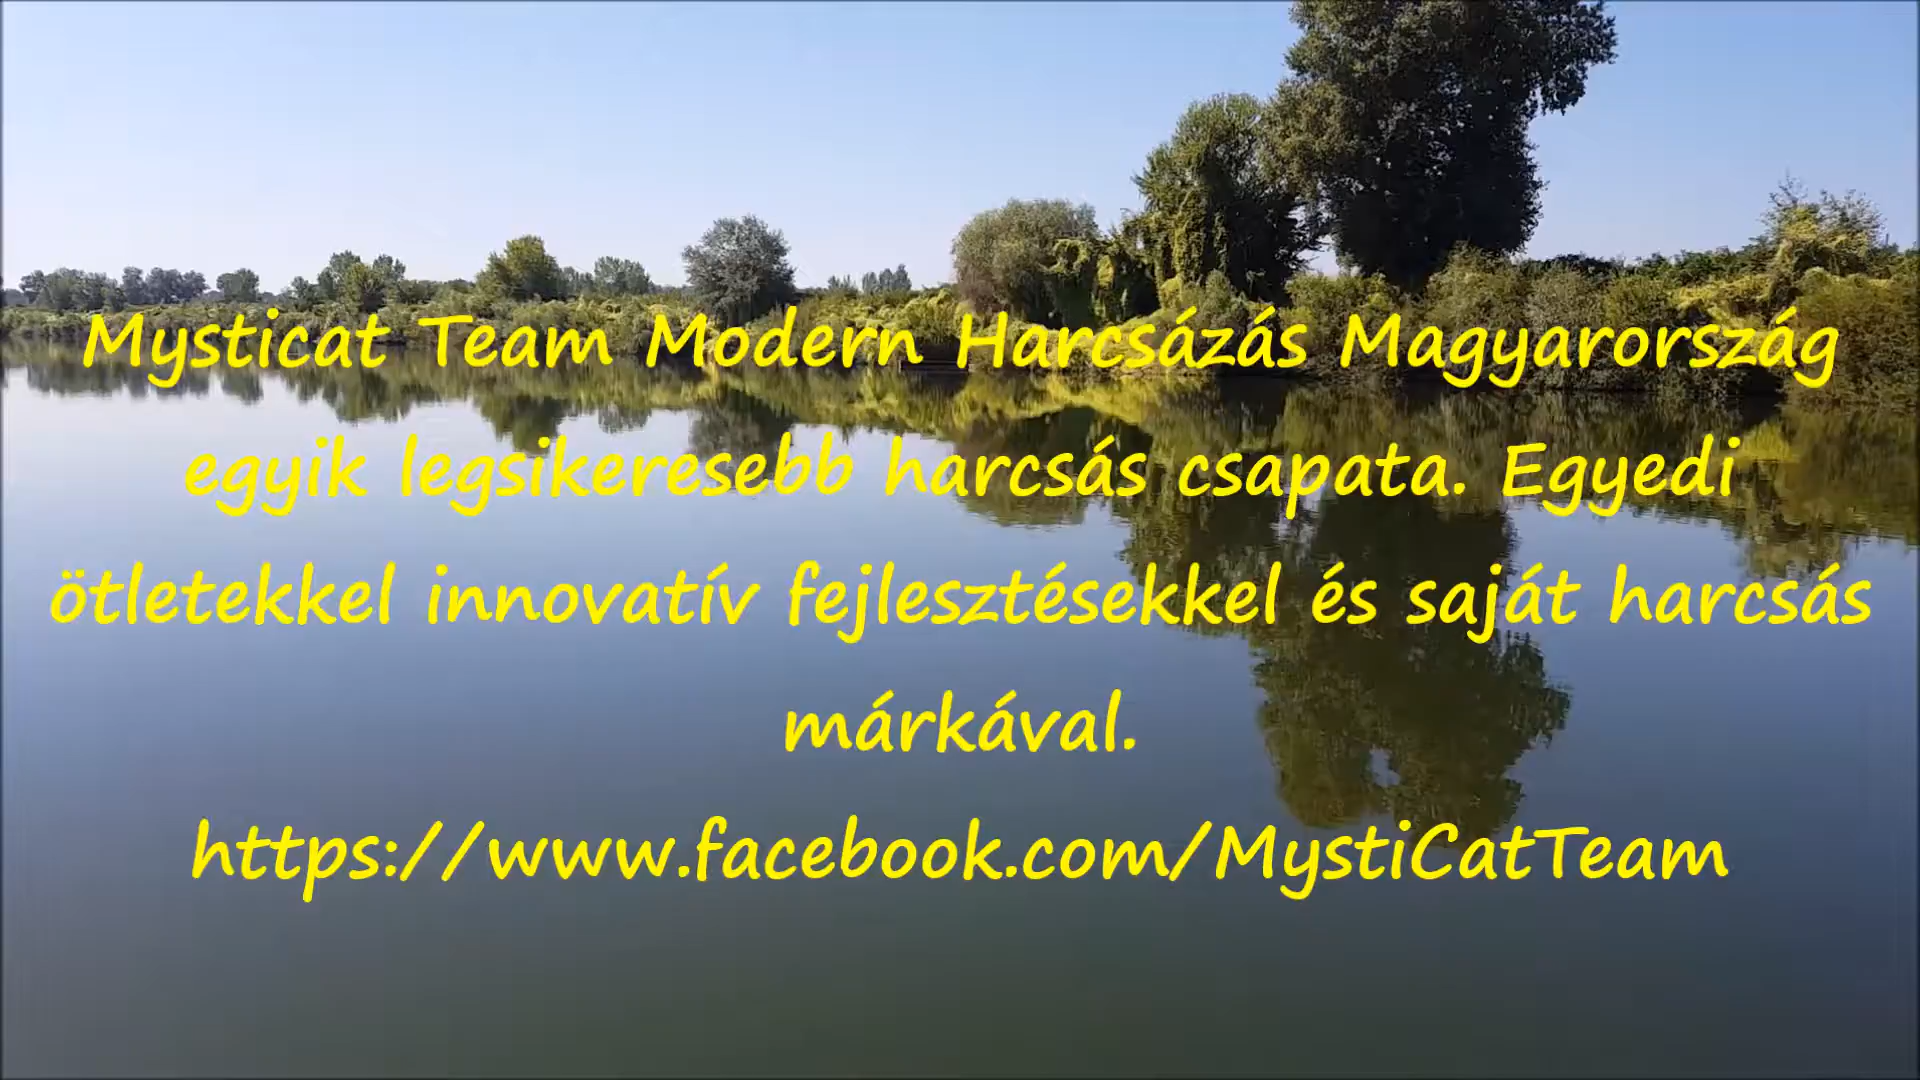 Mysticat Team Modern Harcsázás Magyarország
egyik legsikeresebb harcsás csapata. Egyedi
ötletekkel innovatív fejlesztésekkel és saját harcsás
márkával.
https://www.facebook.com/MystiCatTeam